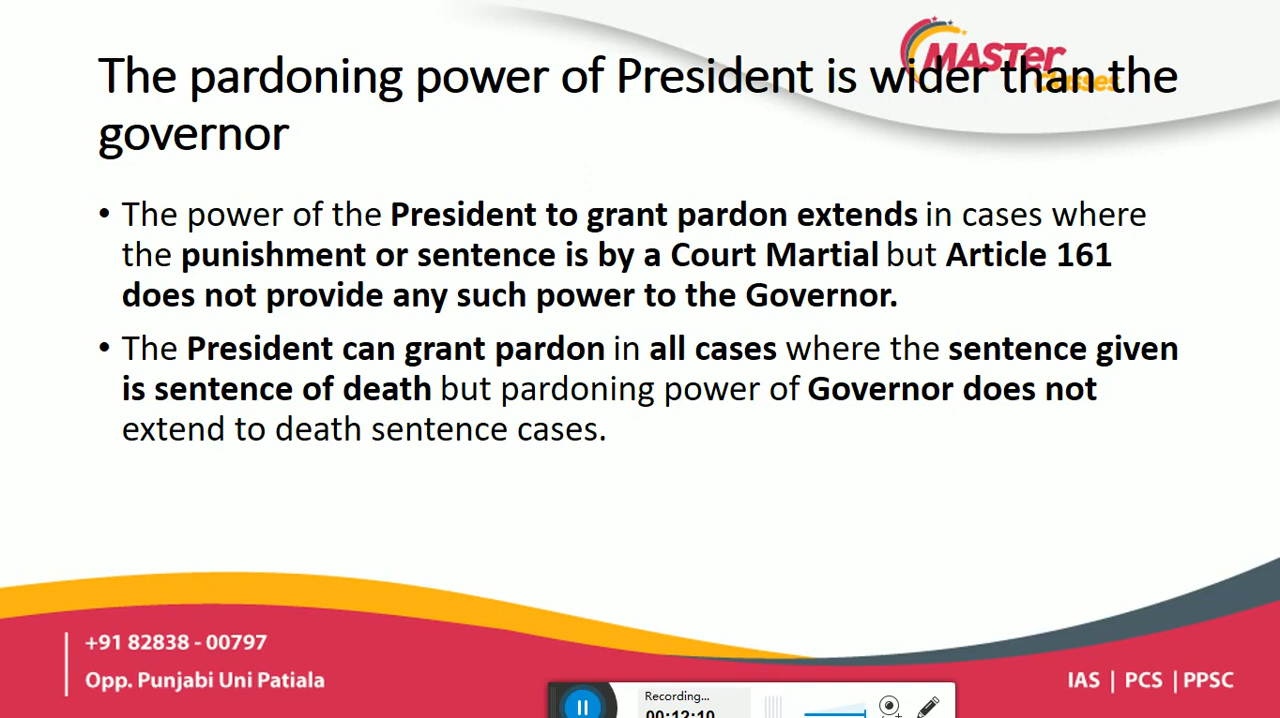 MASTer
Classes
The pardoning power of President is wider than the
governor
• The power of the President to grant pardon extends in cases where
the punishment or sentence is by a Court Martial but Article 161
does not provide any such power to the Governor.
• The President can grant pardon in all cases where the sentence given
is sentence of death but pardoning power of Governor does not
extend to death sentence cases.
+91 82838 - 00797
Opp. Punjabi Uni Patiala
IAS | PCS | PPSC
Recording...
00:12:10